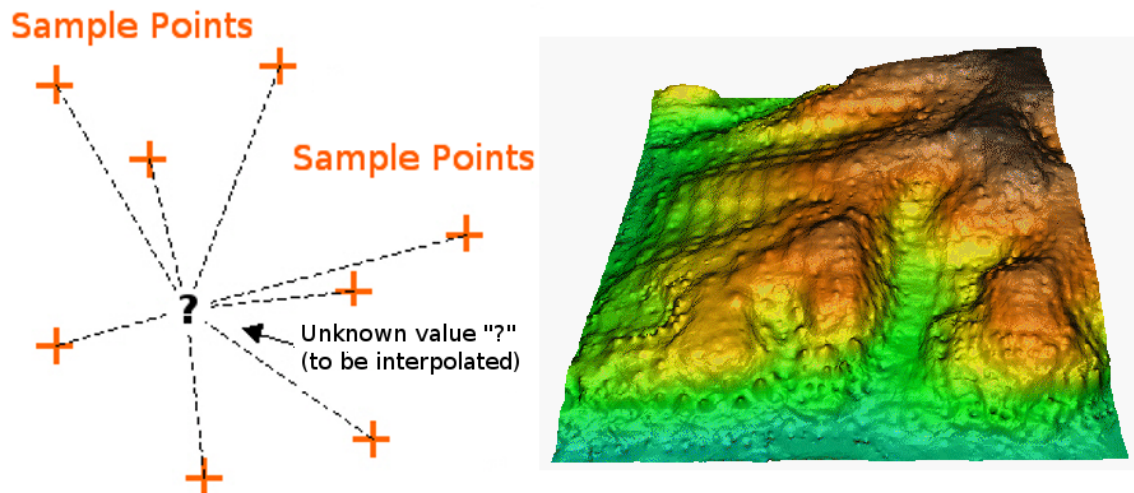 Sample Points
Sample Points
?
Unknown value "?"
(to be interpolated)